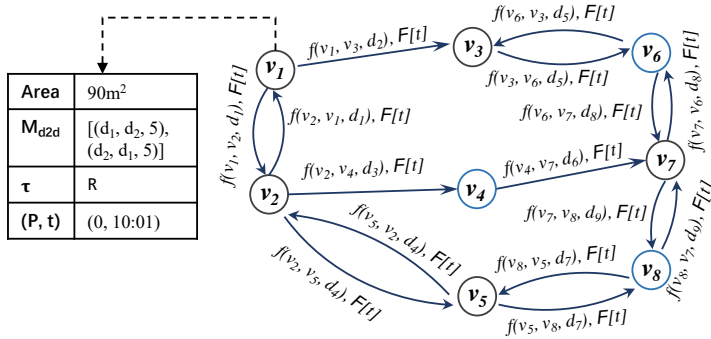 Area 90m²
M_d2d [(d₁, d₂, 5),
(d₂, d₁, 5)]
τ R
(P, t) (0, 10:01)
v₁
f(v₁, v₃, d₂), F[t]
v₃
f(v₆, v₃, d₅), F[t]
f(v₃, v₆, d₅), F[t]
v₆
f(v₁, v₂, d₁), F[t]
f(v₂, v₁, d₁), F[t]
f(v₆, v₇, d₈), F[t]
f(v₇, v₆, d₈), F[t]
v₂
f(v₂, v₄, d₃), F[t]
v₄
f(v₄, v₇, d₆), F[t]
v₇
f(v₅, v₂, d₄), F[t]
f(v₂, v₅, d₄), F[t]
f(v₇, v₈, d₉), F[t]
f(v₈, v₇, d₉), F[t]
v₅
f(v₈, v₅, d₇), F[t]
f(v₅, v₈, d₇), F[t]
v₈